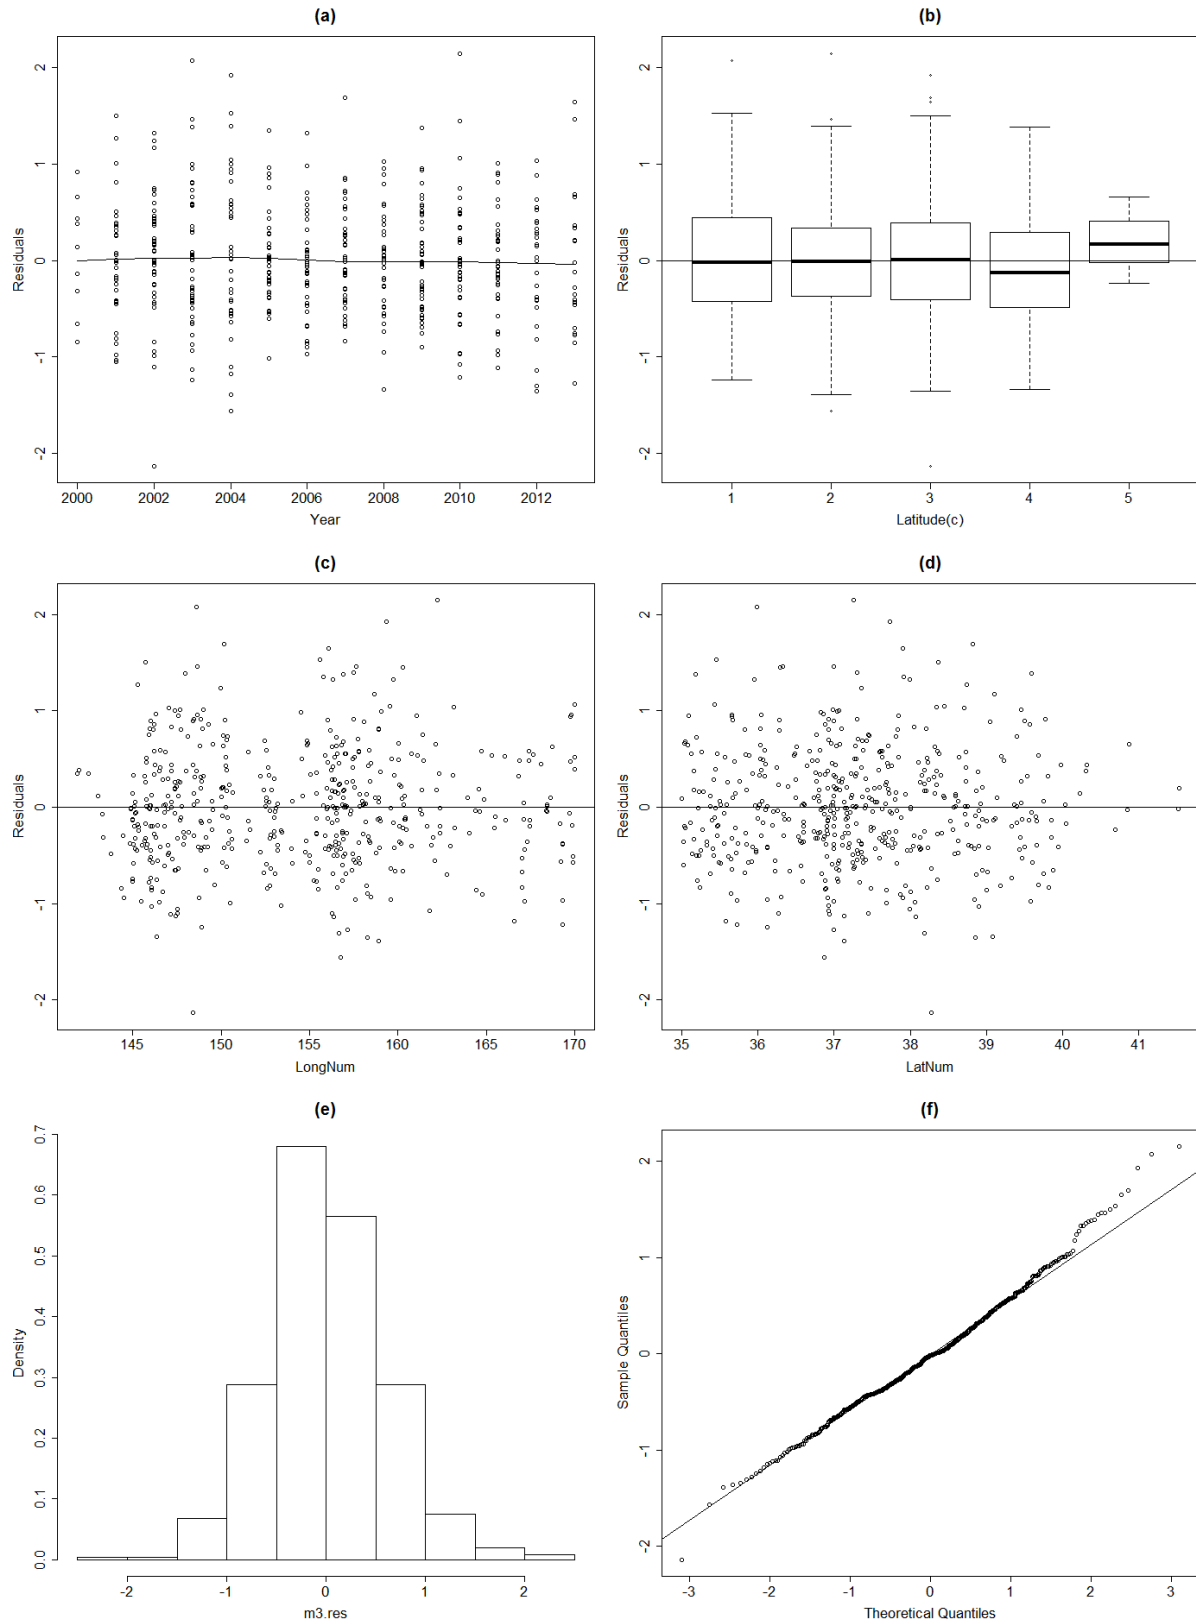 (a)
2
1
0
-1
-2
Residuals
2000 2002 2004 2006 2008 2010 2012
Year
(b)
2
1
0
-1
-2
Residuals
1 2 3 4 5
Latitude(c)
(c)
2
1
0
-1
-2
Residuals
145 150 155 160 165 170
LongNum
(d)
2
1
0
-1
-2
Residuals
35 36 37 38 39 40 41
LatNum
(e)
0.7
0.6
0.5
0.4
0.3
0.2
0.1
0.0
Density
-2 -1 0 1 2
m3.res
(f)
2
1
0
-1
-2
Sample Quantiles
-3 -2 -1 0 1 2 3
Theoretical Quantiles